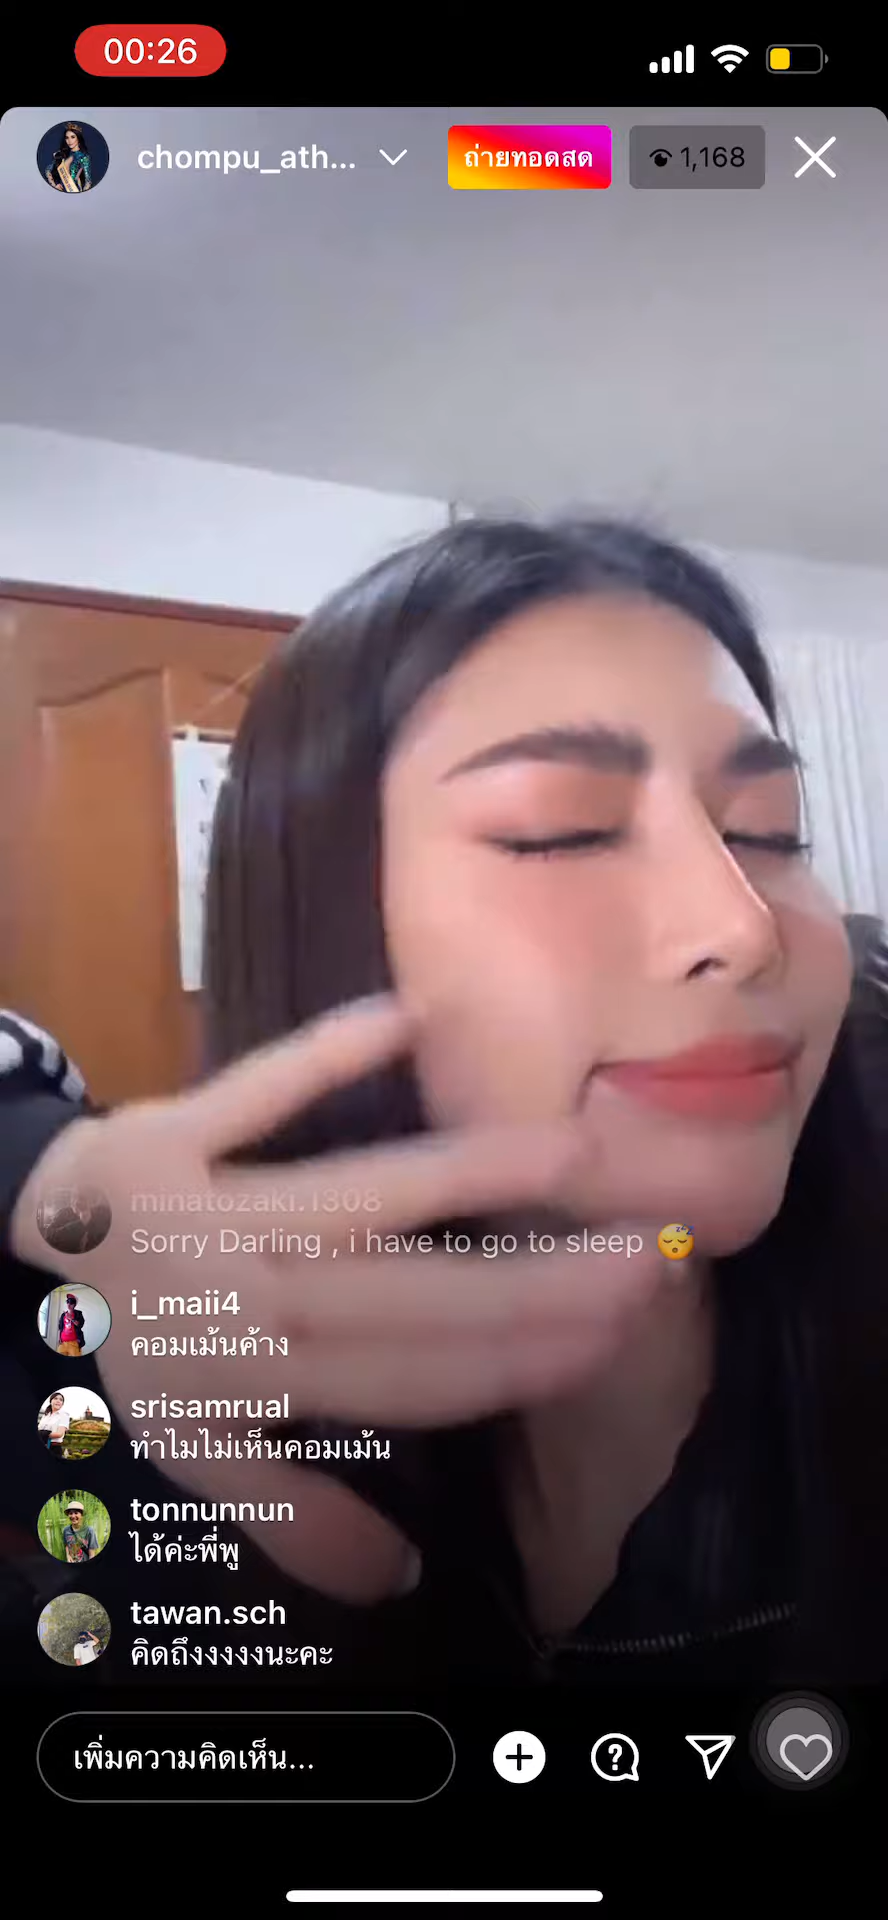 00:26
chompu_ath...
ถ่ายทอดสด
1,168
minatozaki.1308
Sorry Darling , i have to go to sleep 😴
i_maii4
คอมเม้นค้าง
srisamrual
ทำไมไม่เห็นคอมเม้น
tonnunnun
ได้ค่ะพี่พู
tawan.sch
คิดถึงงงงงนะคะ
เพิ่มความคิดเห็น...